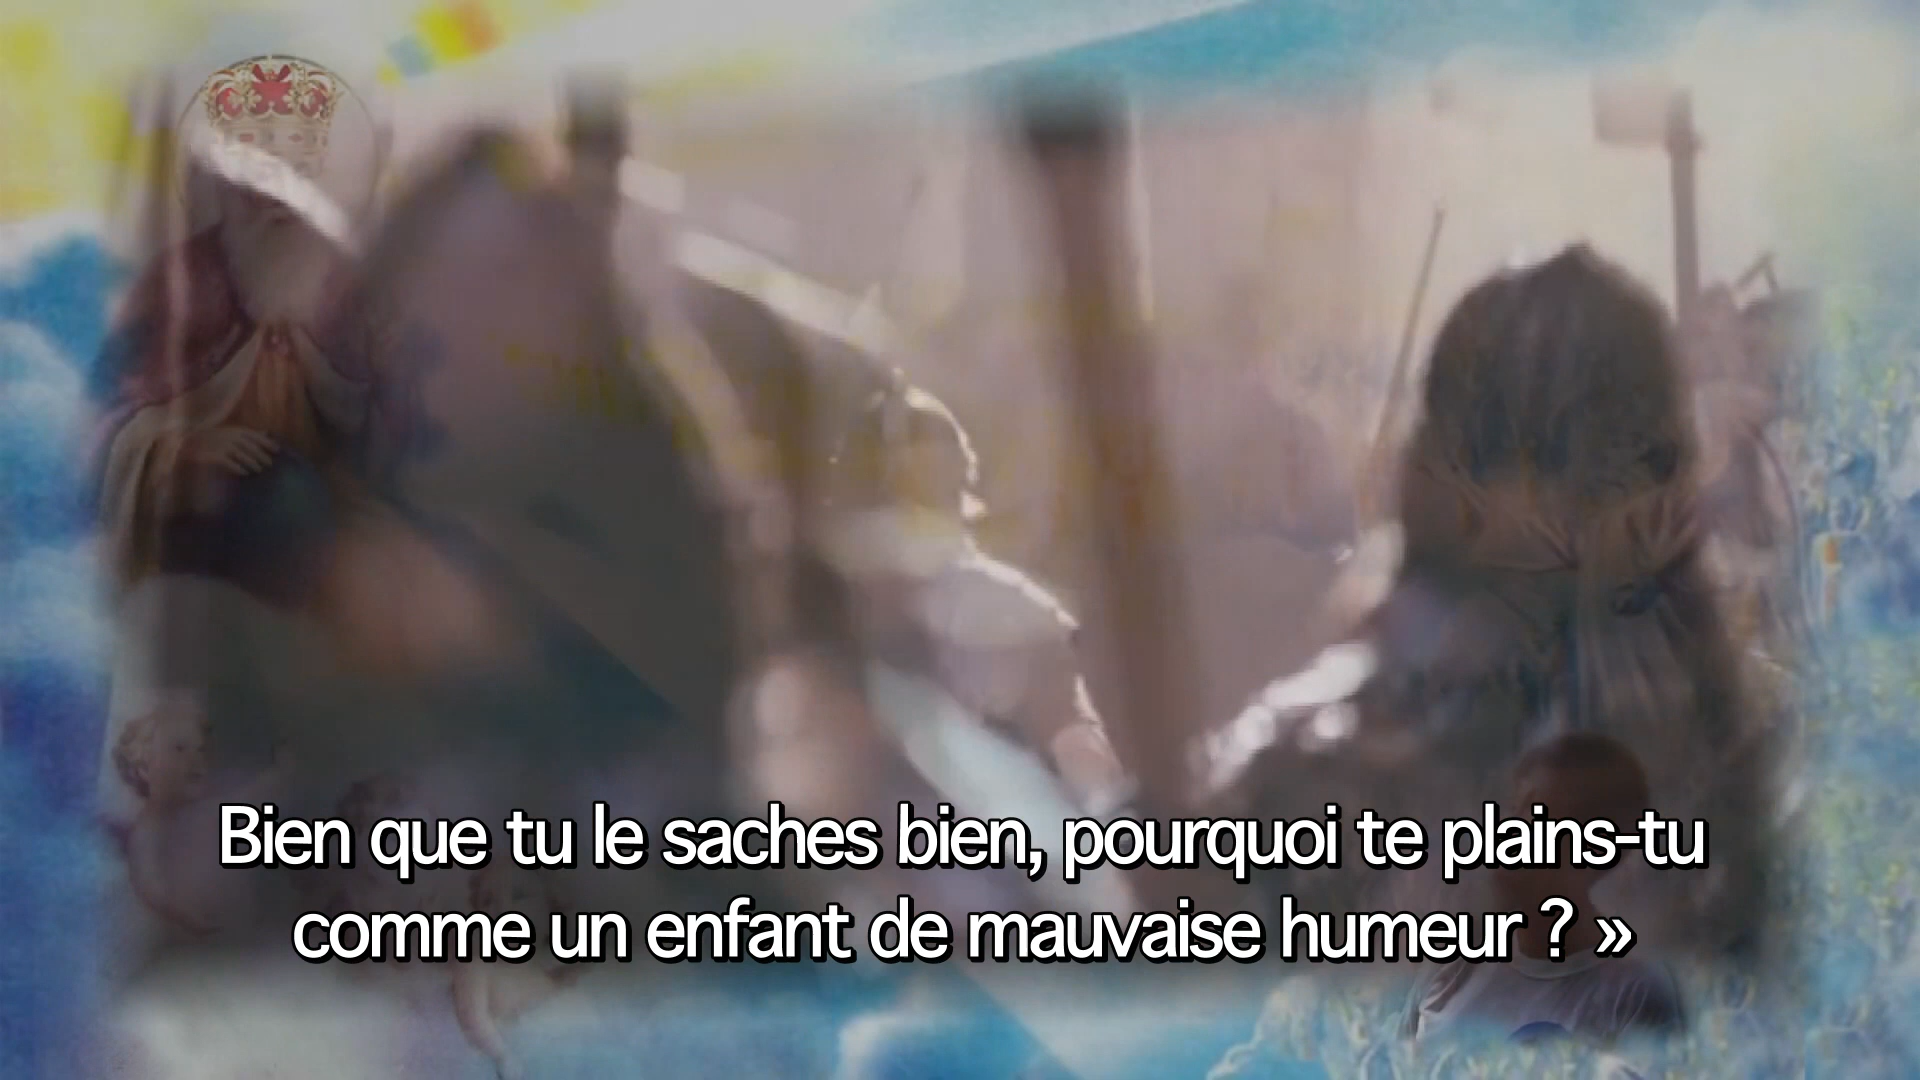 Bien que tu le saches bien, pourquoi te plains-tu
comme un enfant de mauvaise humeur ? »